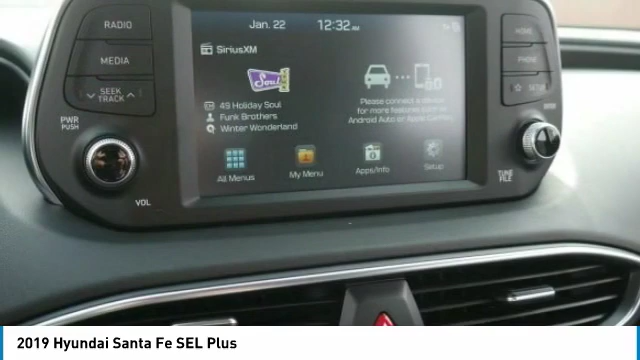 RADIO
MEDIA
SEEK
TRACK
PWR
PUSH
VOL
Jan. 22
12:32 AM
SiriusXM
Soul
49 Holiday Soul
Funk Brothers
Winter Wonderland
Please connect a device
for more features such as
Android Auto or Apple CarPlay
All Menus
My Menu
Apps/Info
Setup
HOME
PHONE
SETUP
TUNE
FILE
2019 Hyundai Santa Fe SEL Plus